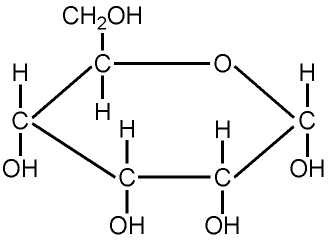 CH₂OH
C O
H H H
C C
H H
OH OH
C C
OH OH